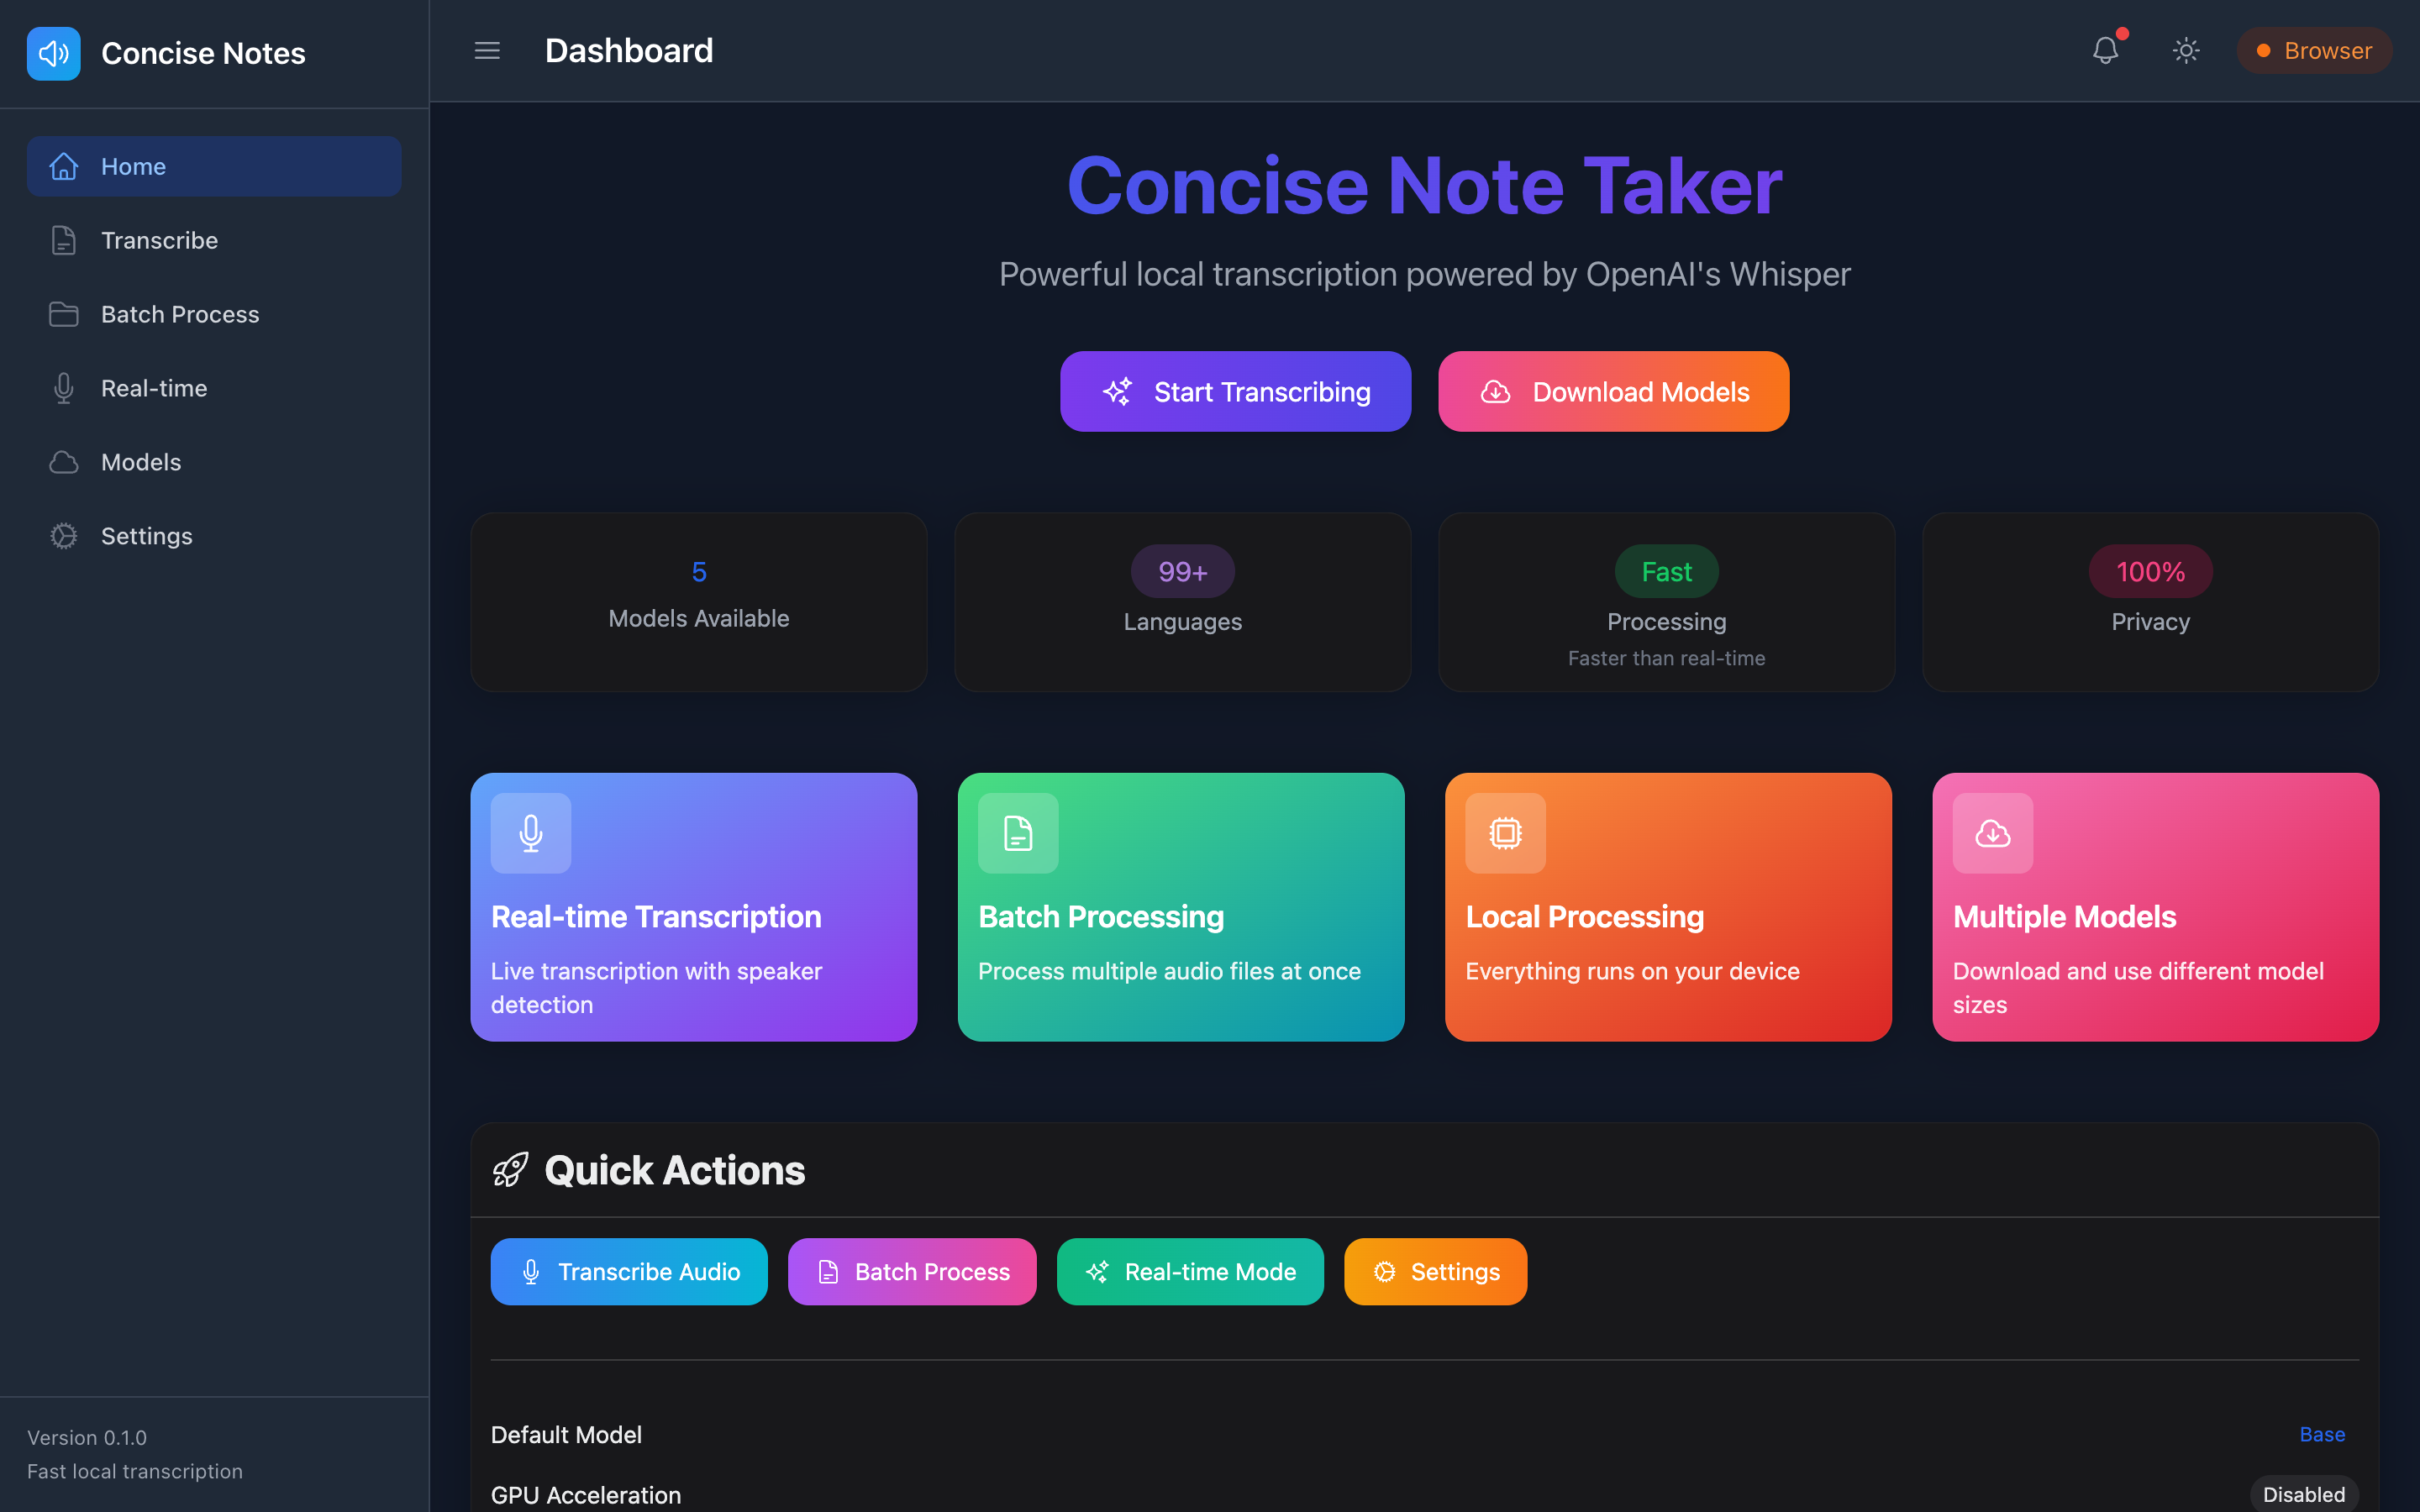 Concise Notes
Home
Transcribe
Batch Process
Real-time
Models
Settings
Version 0.1.0
Fast local transcription
Dashboard
Browser
Concise Note Taker
Powerful local transcription powered by OpenAI's Whisper
Start Transcribing
Download Models
5
Models Available
99+
Languages
Fast
Processing
Faster than real-time
100%
Privacy
Real-time Transcription
Live transcription with speaker
detection
Batch Processing
Process multiple audio files at once
Local Processing
Everything runs on your device
Multiple Models
Download and use different model
sizes
Quick Actions
Transcribe Audio
Batch Process
Real-time Mode
Settings
Default Model
Base
GPU Acceleration
Disabled